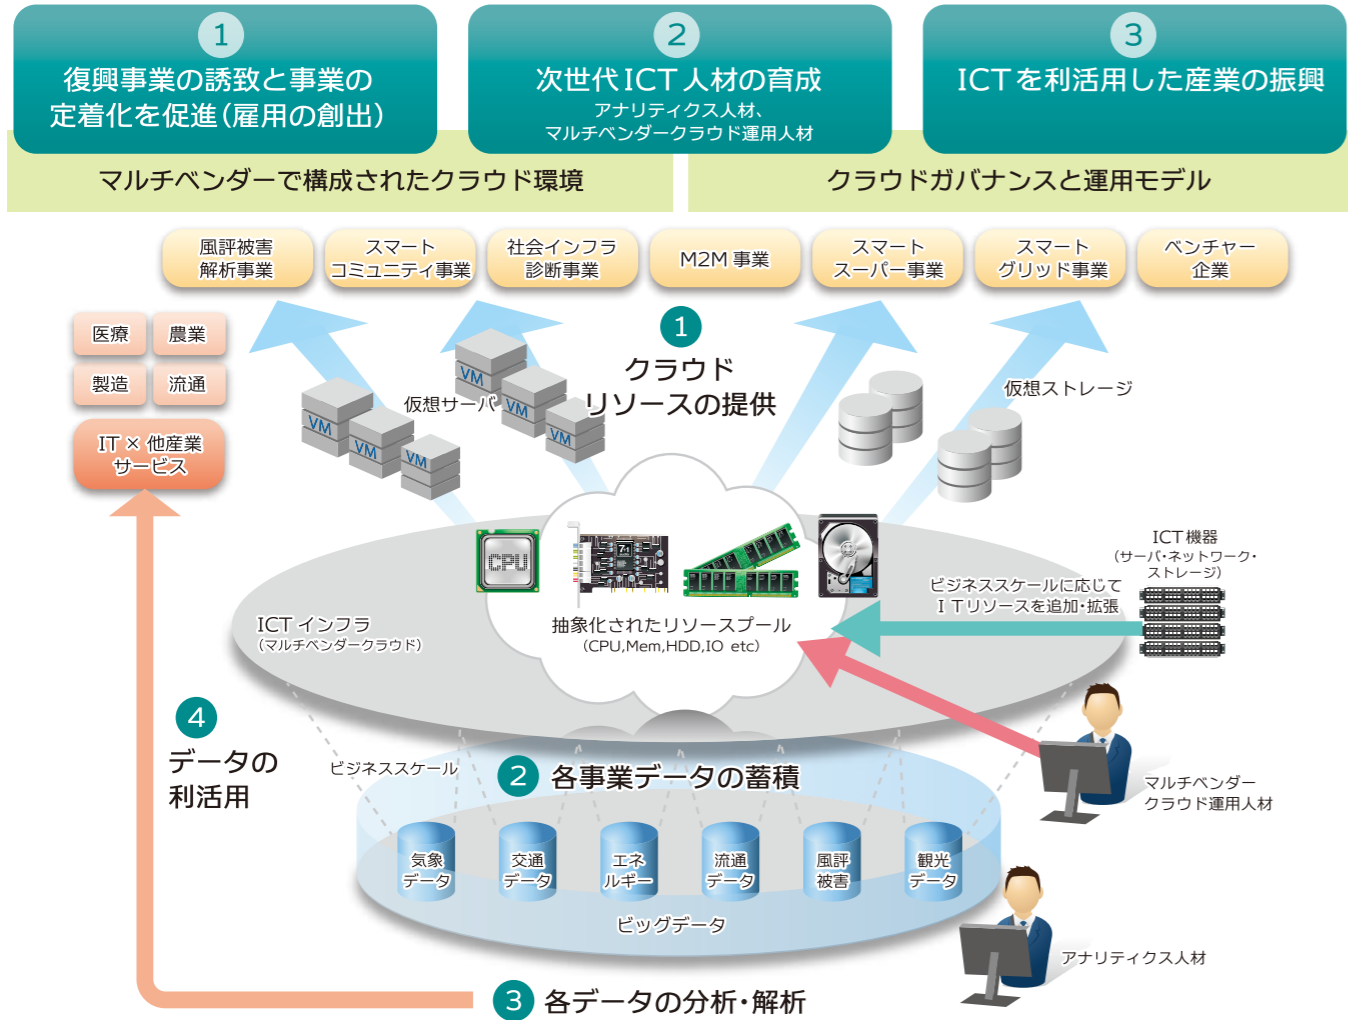 1
復興事業の誘致と事業の
定着化を促進（雇用の創出）
2
次世代ICT人材の育成
アナリティクス人材、
マルチベンダークラウド運用人材
3
ICTを利活用した産業の振興
マルチベンダーで構成されたクラウド環境
クラウドガバナンスと運用モデル
風評被害
解析事業
スマート
コミュニティ事業
社会インフラ
診断事業
M2M 事業
スマート
スーパー事業
スマート
グリッド事業
ベンチャー
企業
医療
農業
製造
流通
IT × 他産業
サービス
1
クラウド
リソースの提供
仮想サーバ
VM
VM
VM
VM
VM
VM
仮想ストレージ
CPU
7.1
ICT機器
（サーバ・ネットワーク・
ストレージ）
ビジネススケールに応じて
ITリソースを追加・拡張
ICT インフラ
（マルチベンダークラウド）
抽象化されたリソースプール
（CPU,Mem,HDD,IO etc）
マルチベンダー
クラウド運用人材
4
データの
利活用
ビジネススケール
2 各事業データの蓄積
気象
データ
交通
データ
エネ
ルギー
流通
データ
風評
被害
観光
データ
ビッグデータ
アナリティクス人材
3 各データの分析・解析